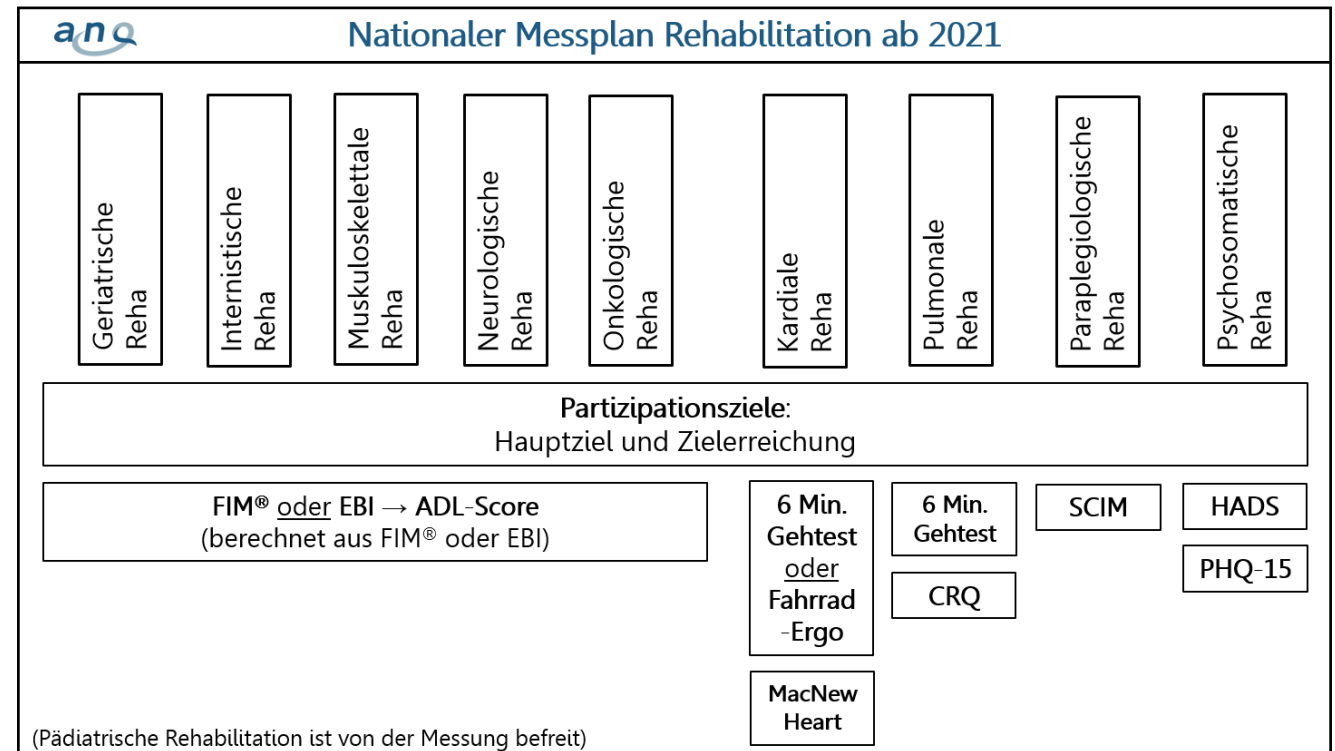 anq
Nationaler Messplan Rehabilitation ab 2021
Geriatrische
Reha
Internistische
Reha
Muskuloskelettale
Reha
Neurologische
Reha
Onkologische
Reha
Kardiale
Reha
Pulmonale
Reha
Paraplegiologische
Reha
Psychosomatische
Reha
Partizipationsziele:
Hauptziel und Zielerreichung
FIM® oder EBI → ADL-Score
(berechnet aus FIM® oder EBI)
6 Min.
Gehtest
oder
Fahrrad
-Ergo
MacNew
Heart
6 Min.
Gehtest
CRQ
SCIM
HADS
PHQ-15
(Pädiatrische Rehabilitation ist von der Messung befreit)